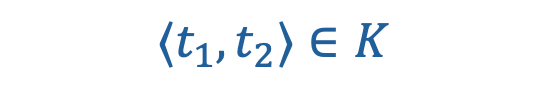 ⟨t₁, t₂⟩ ∈ K